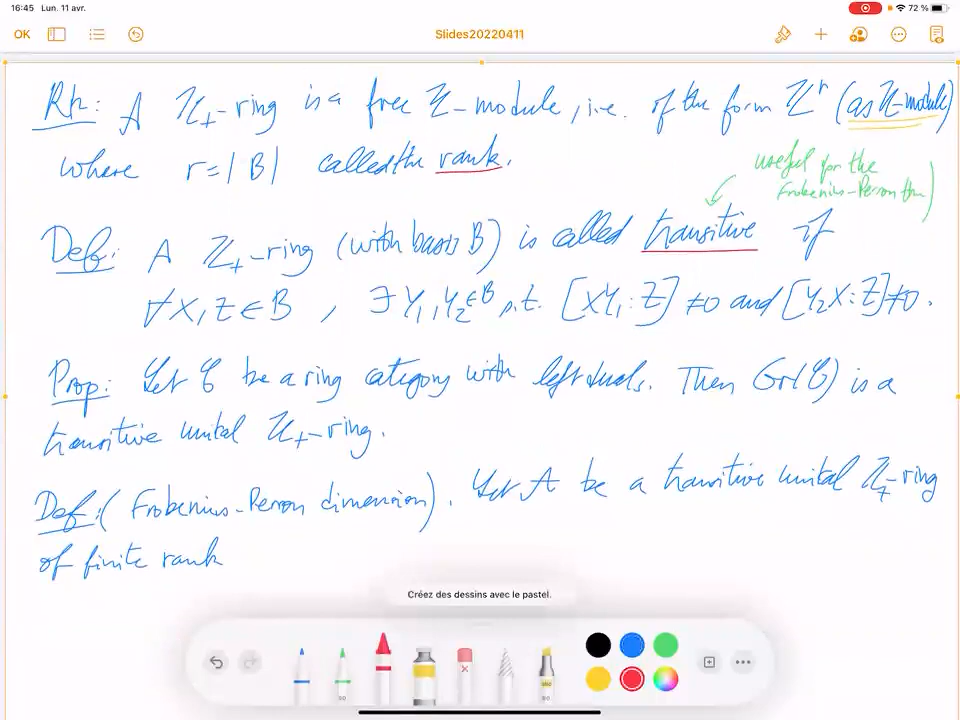 16:45 Lun. 11 avr.
72 %
OK
Slides20220411
Rk: A ℤ₊-ring is a free ℤ-module, i.e. of the form ℤʳ (as ℤ-module)
where r = |B| called the rank.
useful for the
Frobenius-Perron thm)
Def: A ℤ₊-ring (with basis B) is called transitive if
∀X, Z ∈ B, ∃ Y₁, Y₂ ∈ B s.t. [XY₁ : Z] ≠ 0 and [Y₂X : Z] ≠ 0.
Prop: Let 𝒞 be a ring category with left duals. Then Gr(𝒞) is a
transitive unital ℤ₊-ring.
Def: (Frobenius-Perron dimension). Let A be a transitive unital ℤ₊-ring
of finite rank
Créez des dessins avec le pastel.